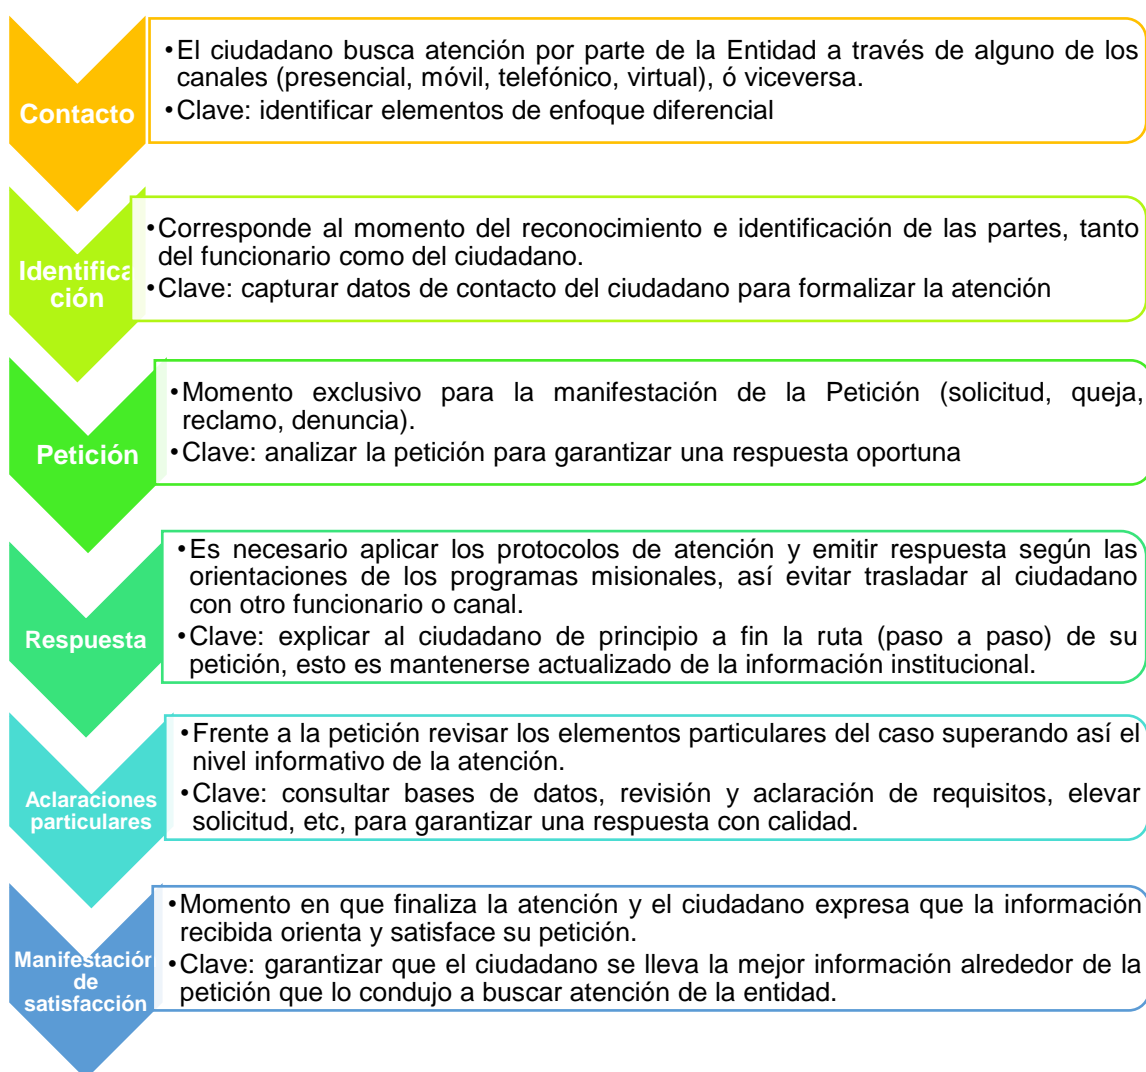 Contacto
•El ciudadano busca atención por parte de la Entidad a través de alguno de los
canales (presencial, móvil, telefónico, virtual), ó viceversa.
•Clave: identificar elementos de enfoque diferencial
Identifica
ción
•Corresponde al momento del reconocimiento e identificación de las partes, tanto
del funcionario como del ciudadano.
•Clave: capturar datos de contacto del ciudadano para formalizar la atención
Petición
•Momento exclusivo para la manifestación de la Petición (solicitud, queja,
reclamo, denuncia).
•Clave: analizar la petición para garantizar una respuesta oportuna
Respuesta
•Es necesario aplicar los protocolos de atención y emitir respuesta según las
orientaciones de los programas misionales, así evitar trasladar al ciudadano
con otro funcionario o canal.
•Clave: explicar al ciudadano de principio a fin la ruta (paso a paso) de su
petición, esto es mantenerse actualizado de la información institucional.
Aclaraciones
particulares
•Frente a la petición revisar los elementos particulares del caso superando así el
nivel informativo de la atención.
•Clave: consultar bases de datos, revisión y aclaración de requisitos, elevar
solicitud, etc, para garantizar una respuesta con calidad.
Manifestación
de
satisfacción
•Momento en que finaliza la atención y el ciudadano expresa que la información
recibida orienta y satisface su petición.
•Clave: garantizar que el ciudadano se lleva la mejor información alrededor de la
petición que lo condujo a buscar atención de la entidad.